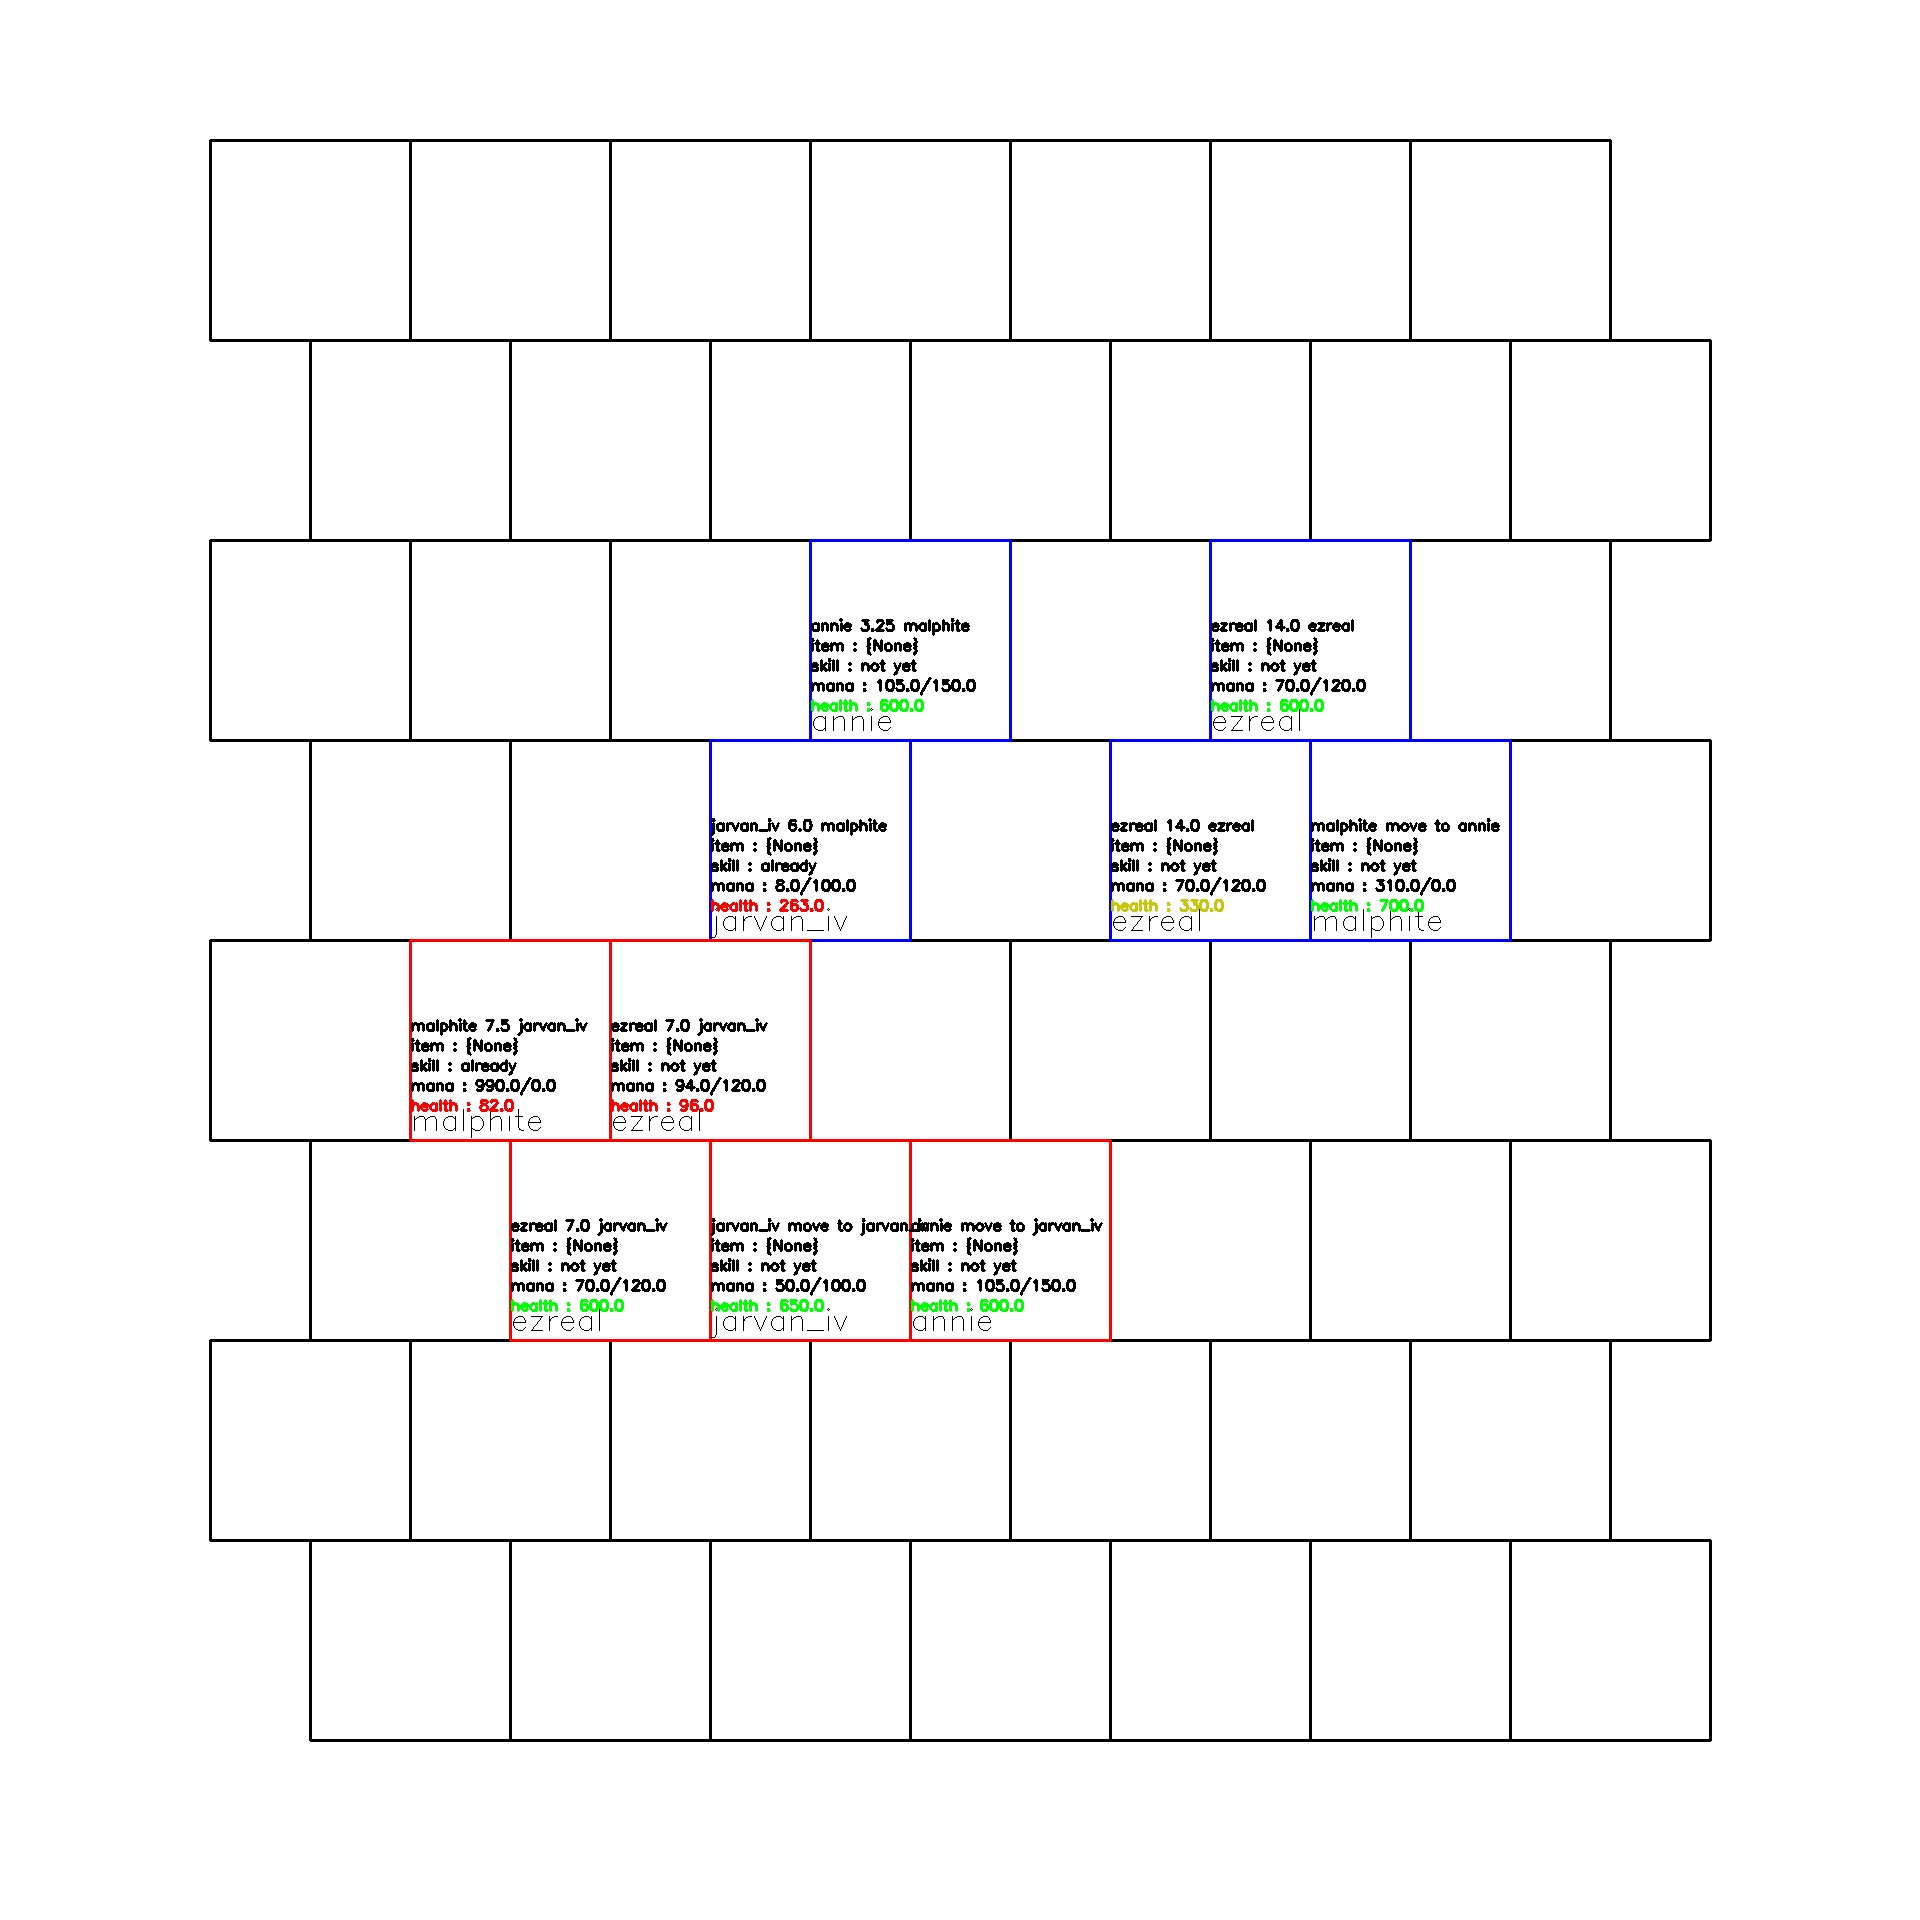 annie 3.25 malphite
item : {None}
skill : not yet
mana : 105.0/150.0
health : 600.0
annie
ezreal 14.0 ezreal
item : {None}
skill : not yet
mana : 70.0/120.0
health : 600.0
ezreal
jarvan_iv 6.0 malphite
item : {None}
skill : already
mana : 8.0/100.0
health : 263.0
jarvan_iv
ezreal 14.0 ezreal
item : {None}
skill : not yet
mana : 70.0/120.0
health : 330.0
ezreal
malphite move to annie
item : {None}
skill : not yet
mana : 310.0/0.0
health : 700.0
malphite
malphite 7.5 jarvan_iv
item : {None}
skill : already
mana : 990.0/0.0
health : 82.0
malphite
ezreal 7.0 jarvan_iv
item : {None}
skill : not yet
mana : 94.0/120.0
health : 96.0
ezreal
ezreal 7.0 jarvan_iv
item : {None}
skill : not yet
mana : 70.0/120.0
health : 600.0
ezreal
jarvan_iv move to jarvan_iv
item : {None}
skill : not yet
mana : 50.0/100.0
health : 650.0
jarvan_iv
annie move to jarvan_iv
item : {None}
skill : not yet
mana : 105.0/150.0
health : 600.0
annie